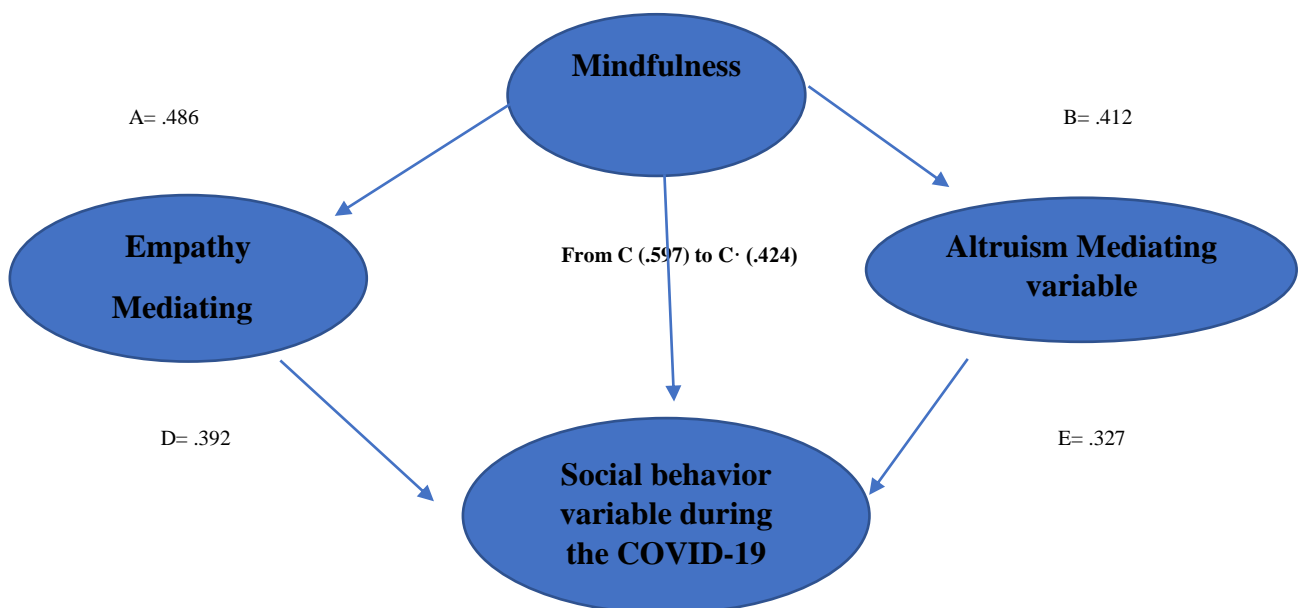 Mindfulness
A= .486
B= .412
Empathy
Mediating
From C (.597) to C· (.424)
Altruism Mediating
variable
D= .392
E= .327
Social behavior
variable during
the COVID-19